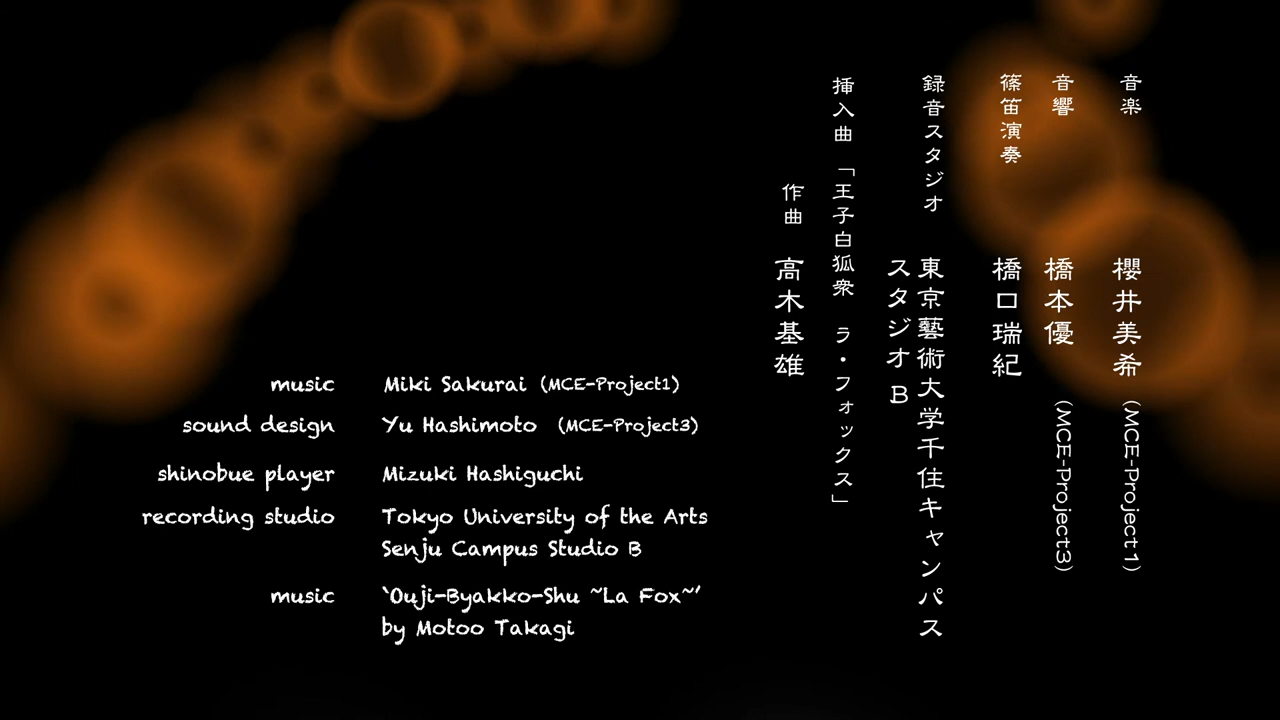 音楽 櫻井美希 (MCE-Project1)
音響 橋本優 (MCE-Project3)
篠笛演奏 橋口瑞紀
録音スタジオ 東京藝術大学千住キャンパス
スタジオB
挿入曲「王子白狐衆 ラ・フォックス」
作曲 高木基雄
music Miki Sakurai (MCE-Project1)
sound design Yu Hashimoto (MCE-Project3)
shinobue player Mizuki Hashiguchi
recording studio Tokyo University of the Arts
Senju Campus Studio B
music ‘Ouji-Byakko-Shu ~La Fox~’
by Motoo Takagi